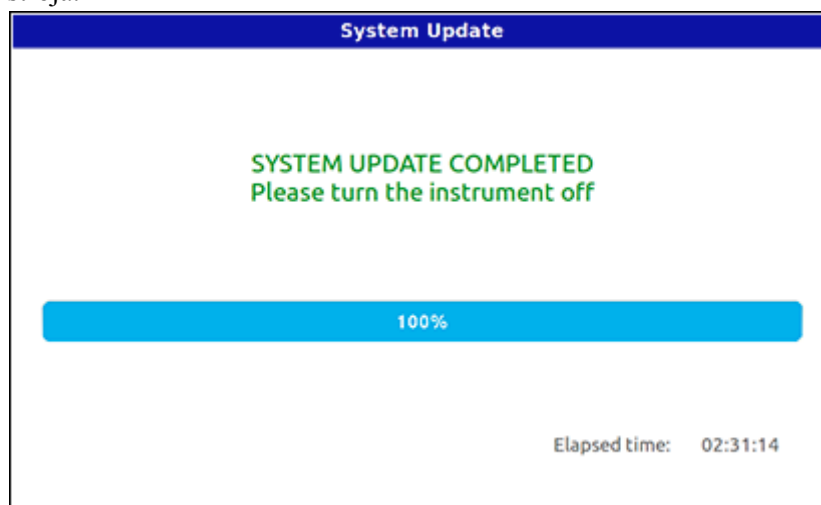 System Update
SYSTEM UPDATE COMPLETED
Please turn the instrument off
100%
Elapsed time: 02:31:14